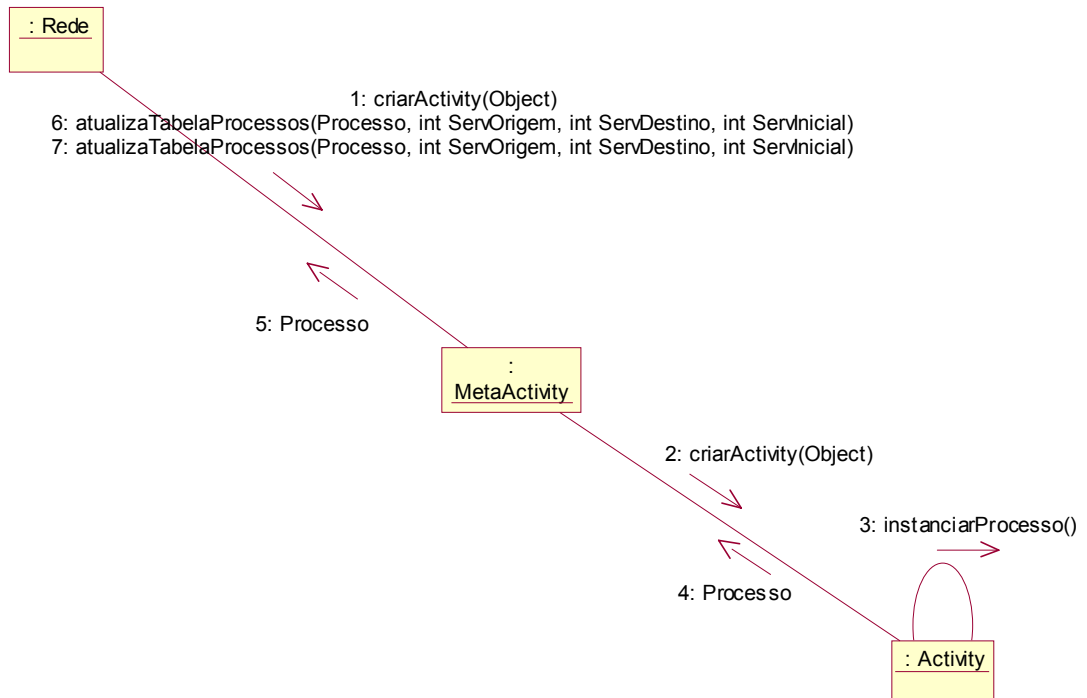 : Rede
1: criarActivity(Object)
6: atualizaTabelaProcessos(Processo, int ServOrigem, int ServDestino, int ServInicial)
7: atualizaTabelaProcessos(Processo, int ServOrigem, int ServDestino, int ServInicial)
5: Processo
:
MetaActivity
2: criarActivity(Object)
3: instanciarProcesso()
4: Processo
: Activity